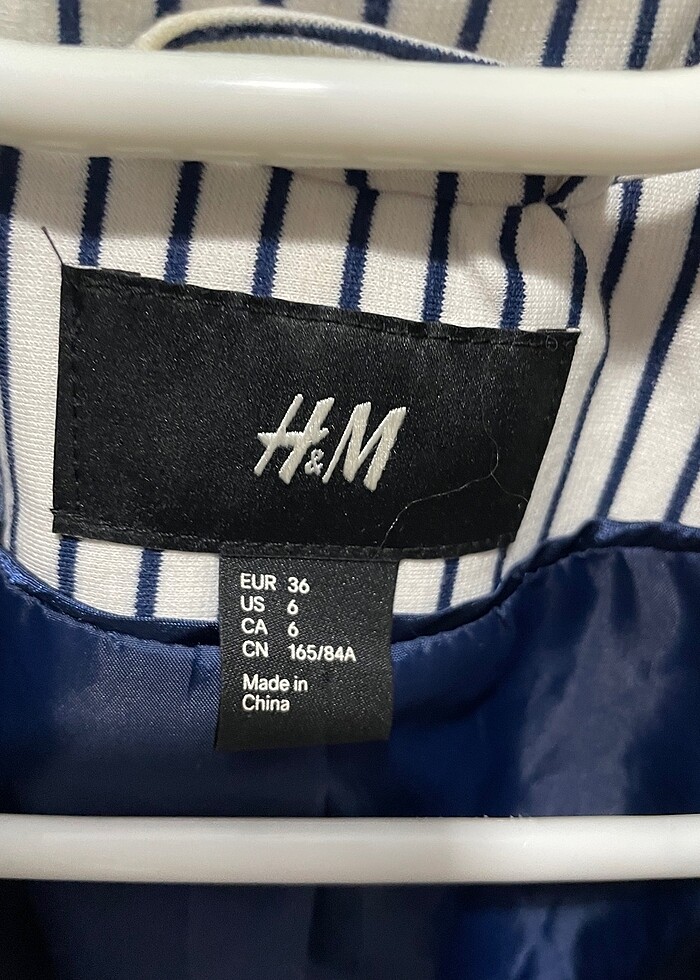 H&M
EUR 36
US 6
CA 6
CN 165/84A
Made in
China